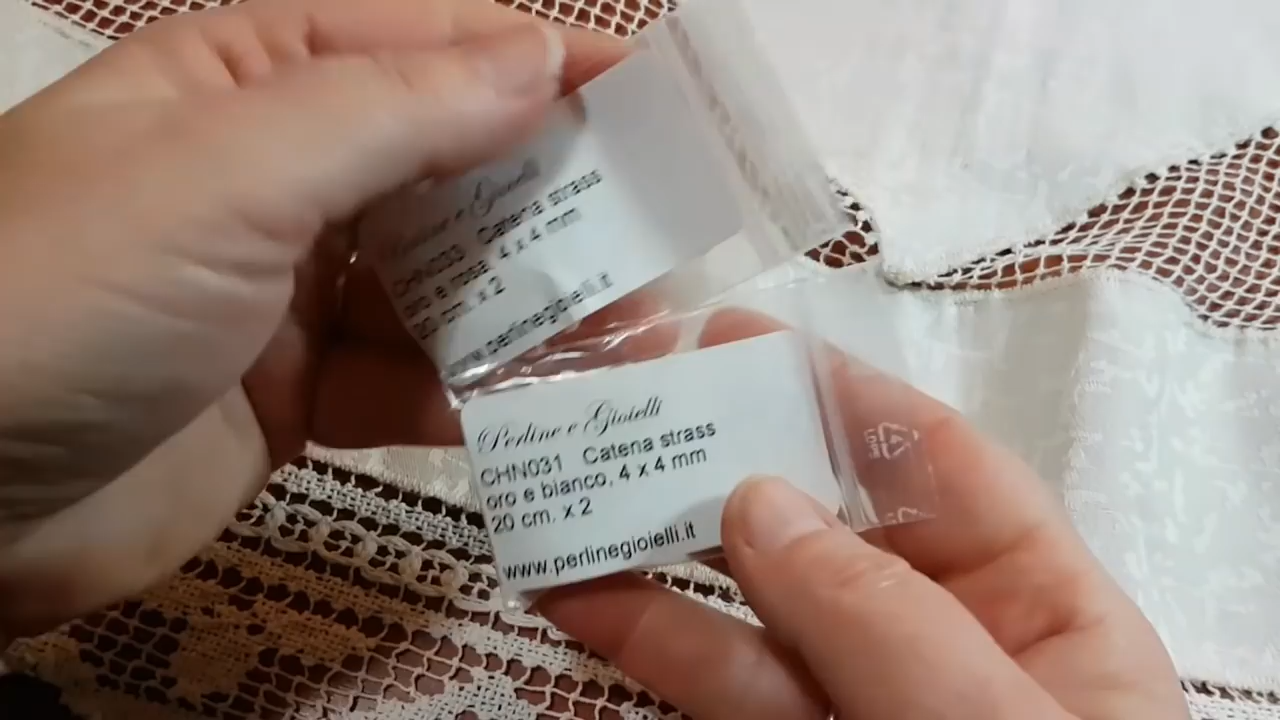 Perline e Gioielli
CHN033 Catena strass
oro e rosa 4 x 4 mm
20 cm. x 2
www.perlinegioielli.it
Perline e Gioielli
CHN031 Catena strass
oro e bianco, 4 x 4 mm
20 cm. x 2
www.perlinegioielli.it